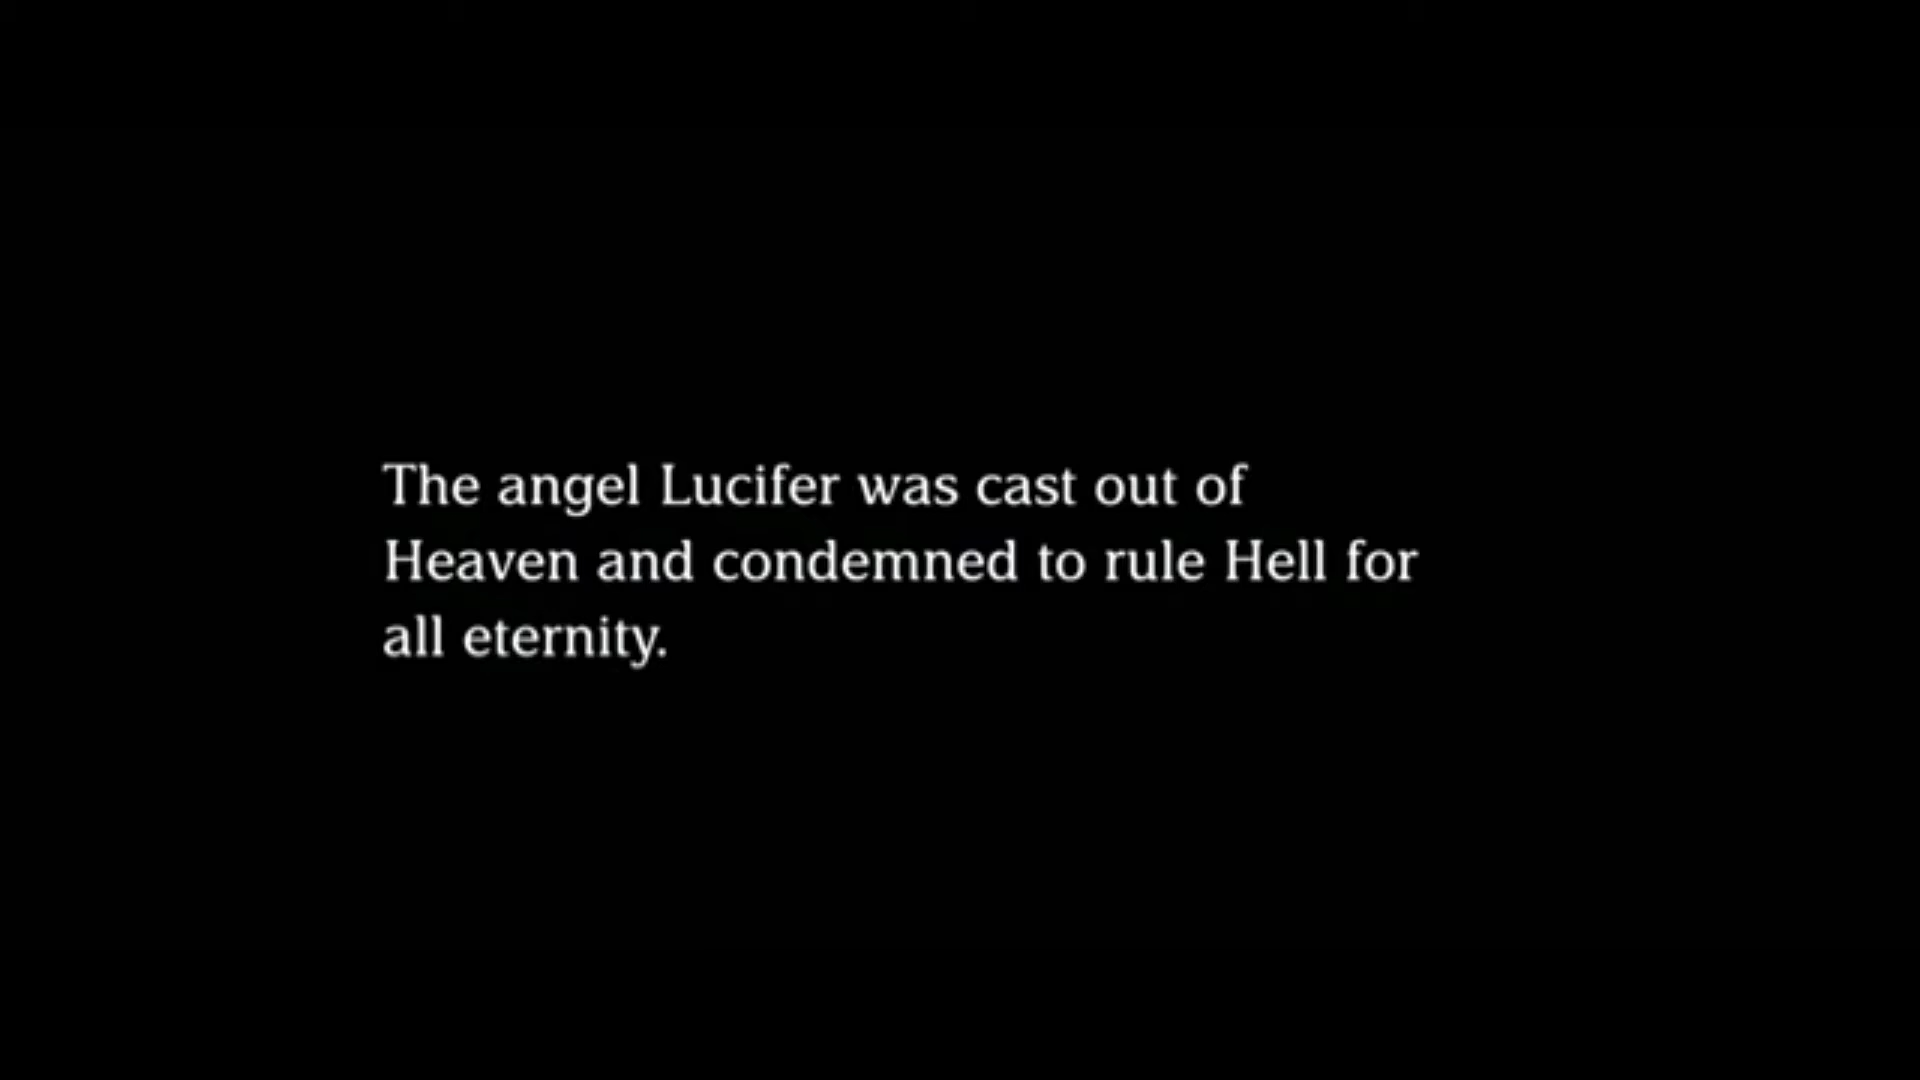 The angel Lucifer was cast out of
Heaven and condemned to rule Hell for
all eternity.